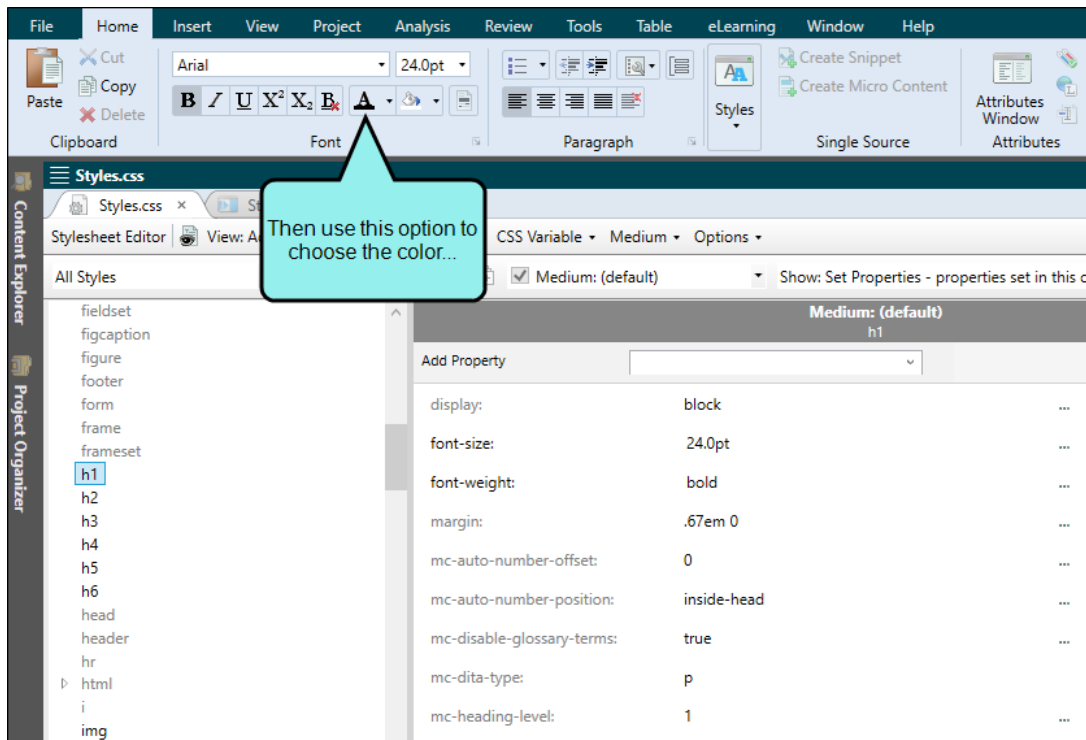 File Home Insert View Project Analysis Review Tools Table eLearning Window Help
Paste
Cut
Copy
Delete
Clipboard
Arial 24.0pt
B I U X² X₂ B A
Font
Paragraph
Styles
Create Snippet
Create Micro Content
Single Source
Attributes
Window
Attributes
Content Explorer
Project Organizer
Styles.css
Styles.css
Then use this option to
choose the color...
Stylesheet Editor View: CSS Variable Medium Options
All Styles Medium: (default) Show: Set Properties - properties set in this
fieldset
figcaption
figure
footer
form
frame
frameset
h1
h2
h3
h4
h5
h6
head
header
hr
html
i
img
Medium: (default)
h1
Add Property
display: block ...
font-size: 24.0pt ...
font-weight: bold ...
margin: .67em 0 ...
mc-auto-number-offset: 0 ...
mc-auto-number-position: inside-head ...
mc-disable-glossary-terms: true ...
mc-dita-type: p
mc-heading-level: 1 ...